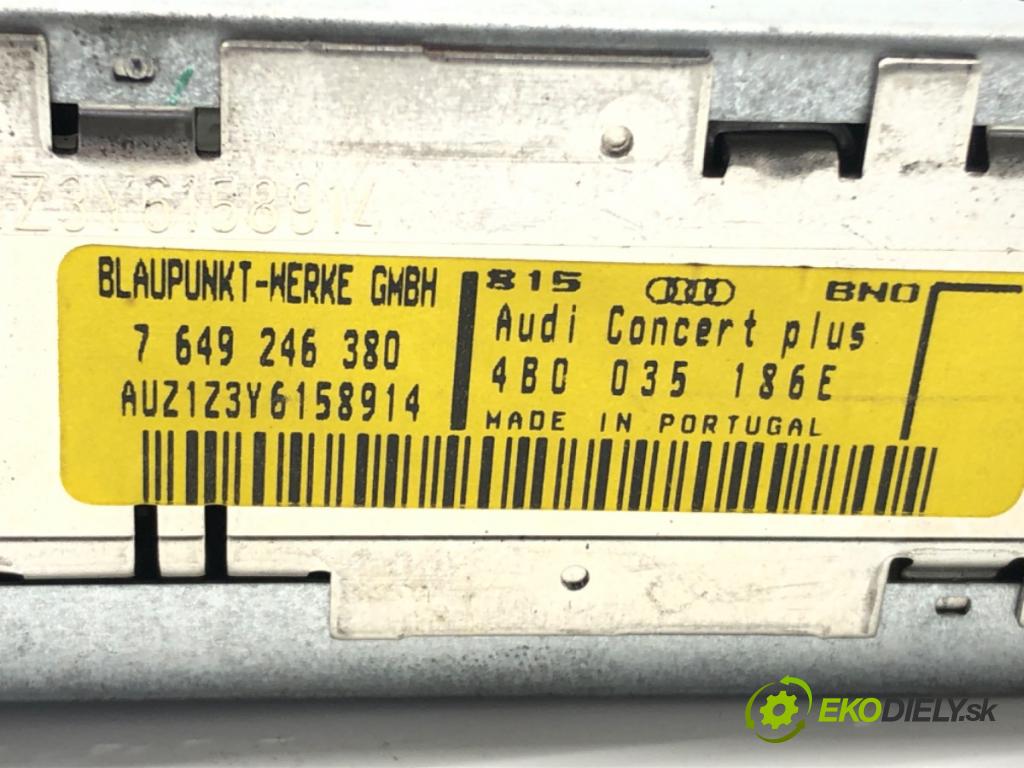 Z3Y6158914
BLAUPUNKT-WERKE GMBH
7 649 246 380
AUZ1Z3Y6158914
815 BNO
Audi Concert plus
4B0 035 186E
MADE IN PORTUGAL
EKODIELY.sk